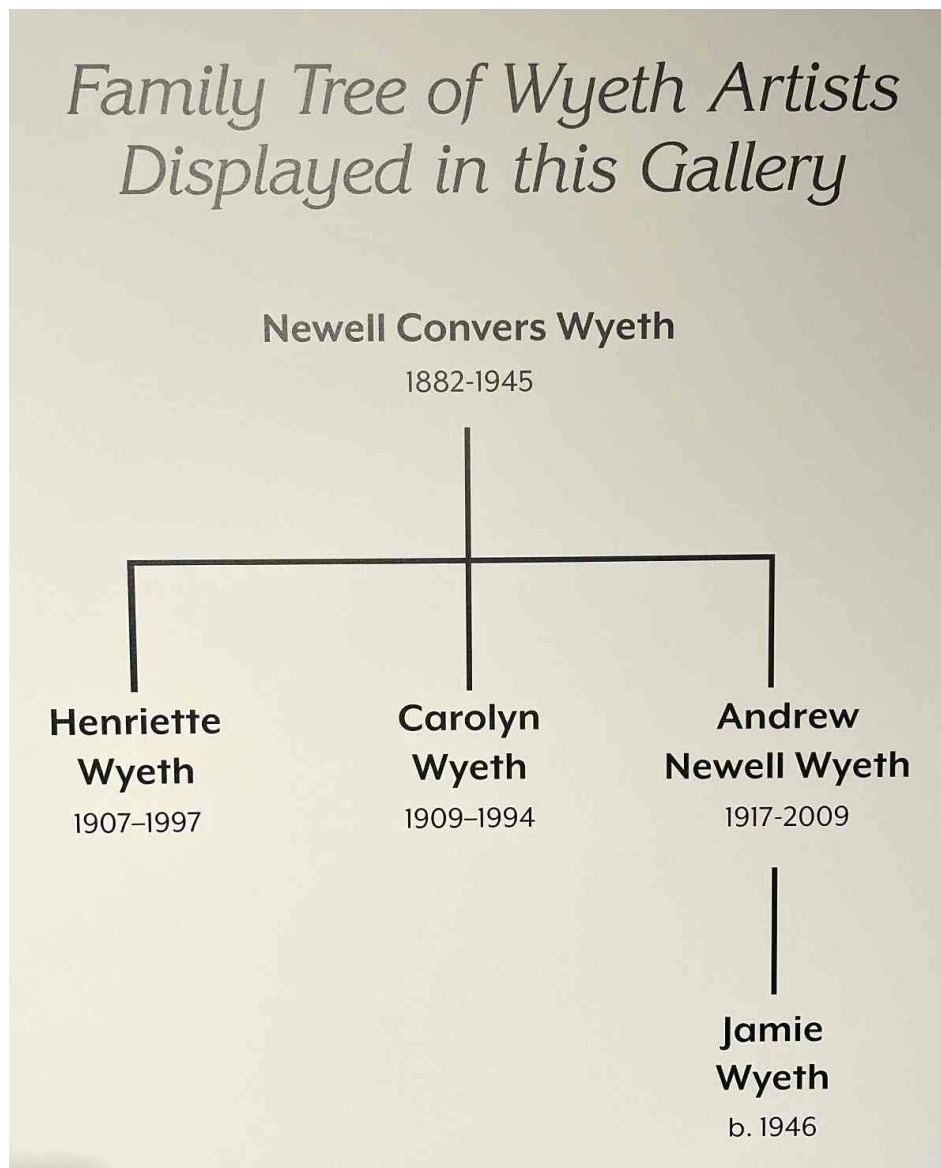 Family Tree of Wyeth Artists
Displayed in this Gallery
Newell Convers Wyeth
1882-1945
Henriette
Wyeth
1907–1997
Carolyn
Wyeth
1909–1994
Andrew
Newell Wyeth
1917-2009
Jamie
Wyeth
b. 1946